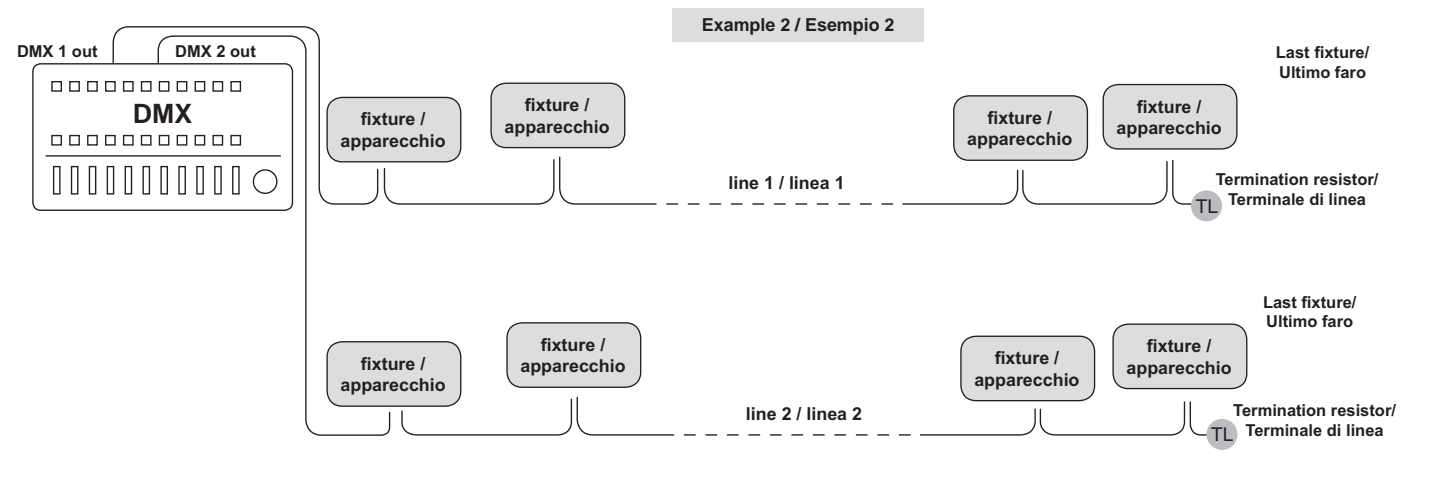 Example 2 / Esempio 2
DMX 1 out
DMX 2 out
DMX
Last fixture/
Ultimo faro
fixture /
apparecchio
fixture /
apparecchio
fixture /
apparecchio
fixture /
apparecchio
line 1 / linea 1
Termination resistor/
Terminale di linea
TL
Last fixture/
Ultimo faro
fixture /
apparecchio
fixture /
apparecchio
fixture /
apparecchio
fixture /
apparecchio
line 2 / linea 2
Termination resistor/
Terminale di linea
TL